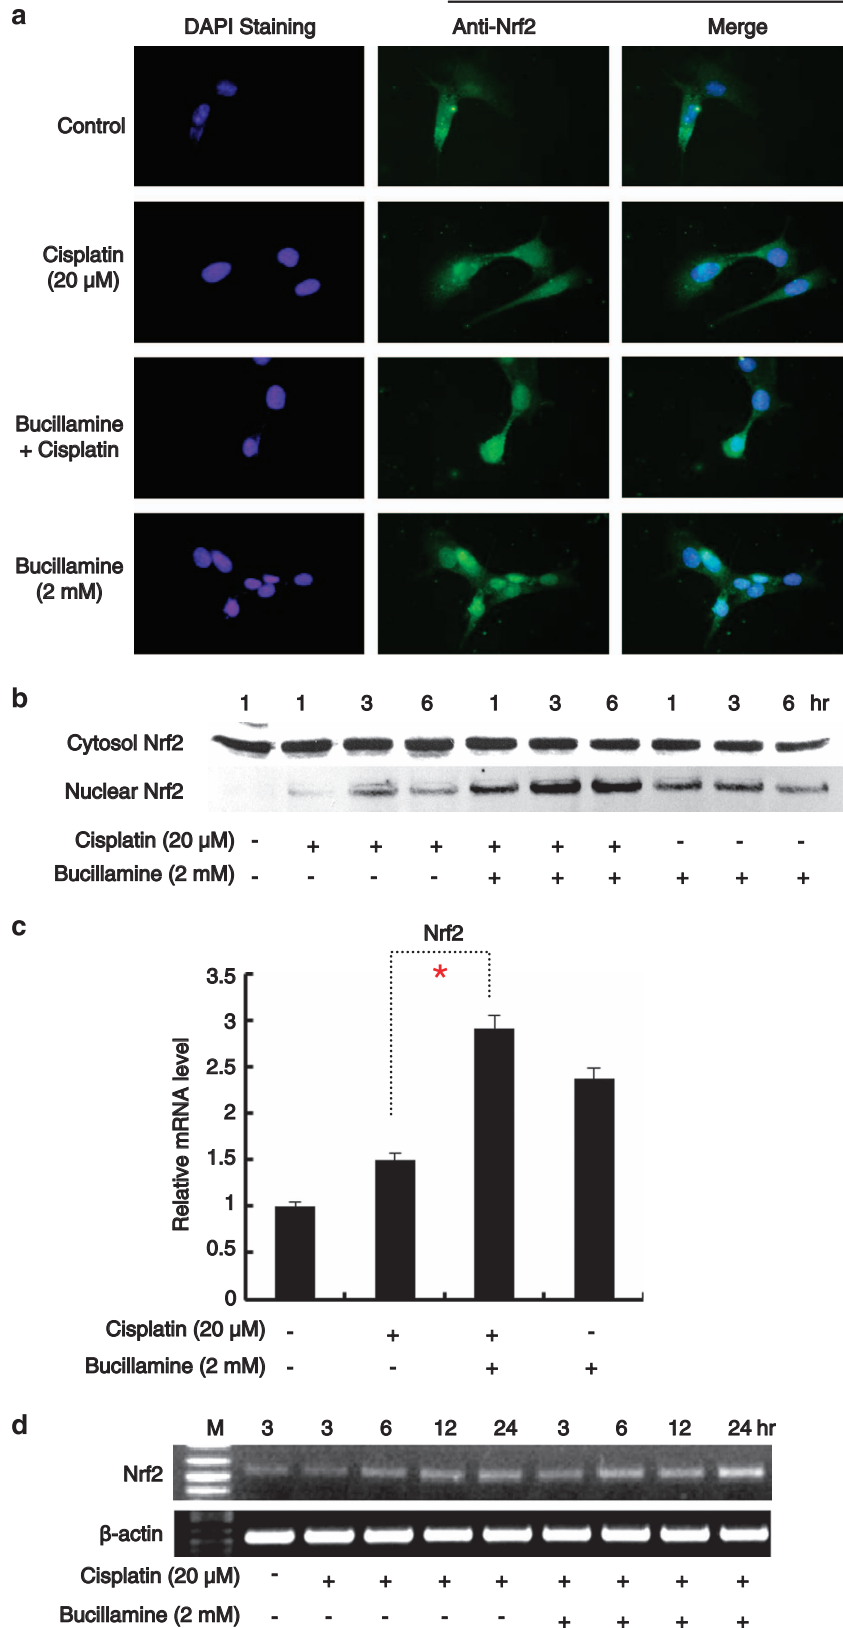 a
DAPI Staining Anti-Nrf2 Merge
Control
Cisplatin
(20 µM)
Bucillamine
+ Cisplatin
Bucillamine
(2 mM)
b
1 1 3 6 1 3 6 1 3 6 hr
Cytosol Nrf2
Nuclear Nrf2
Cisplatin (20 µM) - + + + + + + - - -
Bucillamine (2 mM) - - - - + + + + + +
c
Nrf2
*
Relative mRNA level
3.5
3
2.5
2
1.5
1
0.5
0
Cisplatin (20 µM) - + + -
Bucillamine (2 mM) - - + +
d
M 3 3 6 12 24 3 6 12 24 hr
Nrf2
β-actin
Cisplatin (20 µM) - + + + + + + + +
Bucillamine (2 mM) - - - - - + + + +